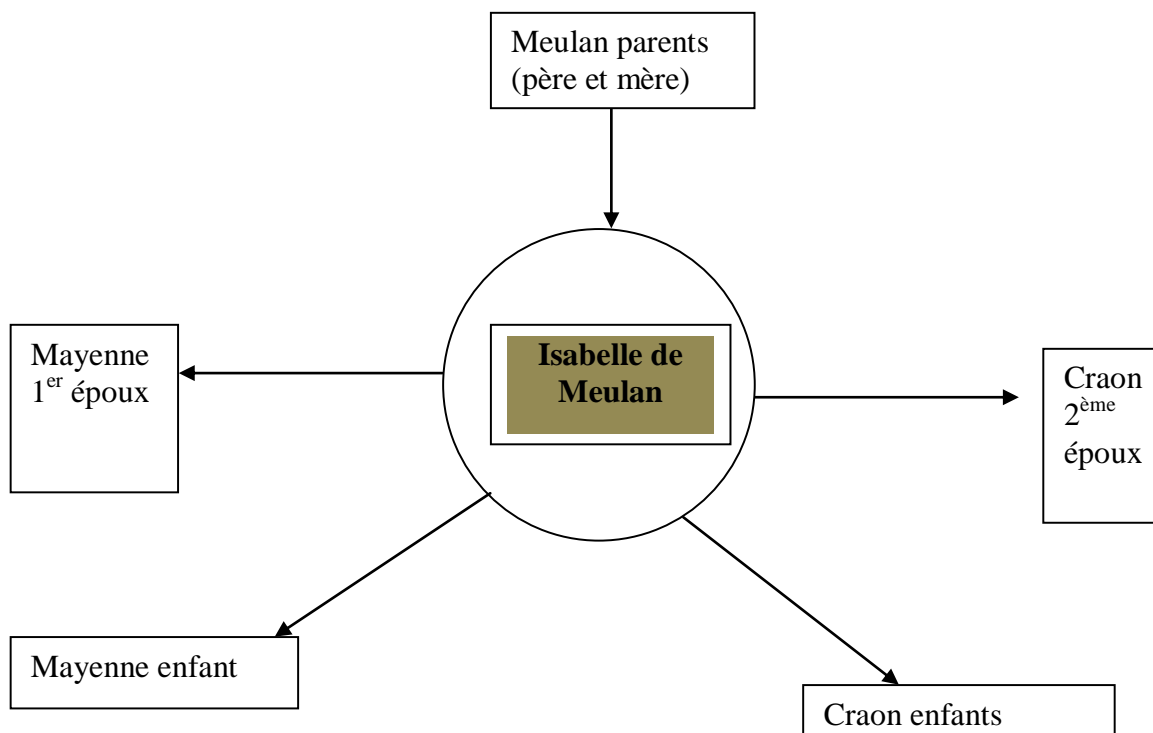 Meulan parents
(père et mère)
Isabelle de
Meulan
Mayenne
1er époux
Craon
2ème
époux
Mayenne enfant
Craon enfants